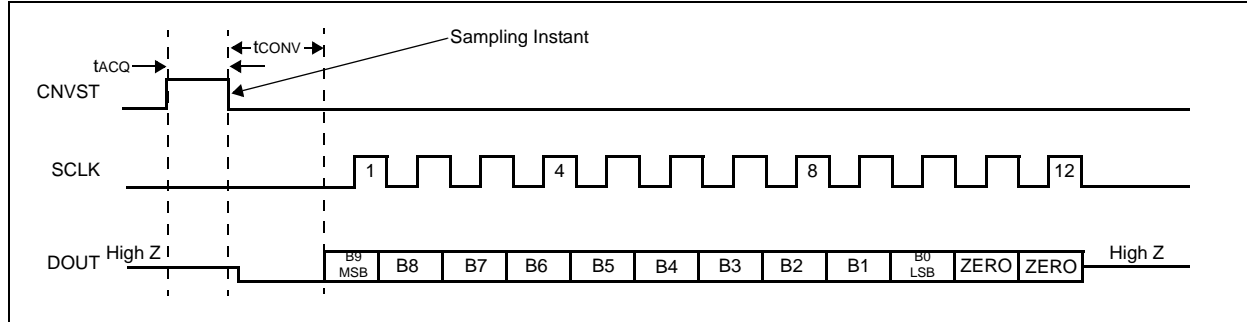 Sampling Instant
tCONV
tACQ
CNVST
SCLK
1
4
8
12
DOUT
High Z
B9
MSB
B8
B7
B6
B5
B4
B3
B2
B1
B0
LSB
ZERO
ZERO
High Z